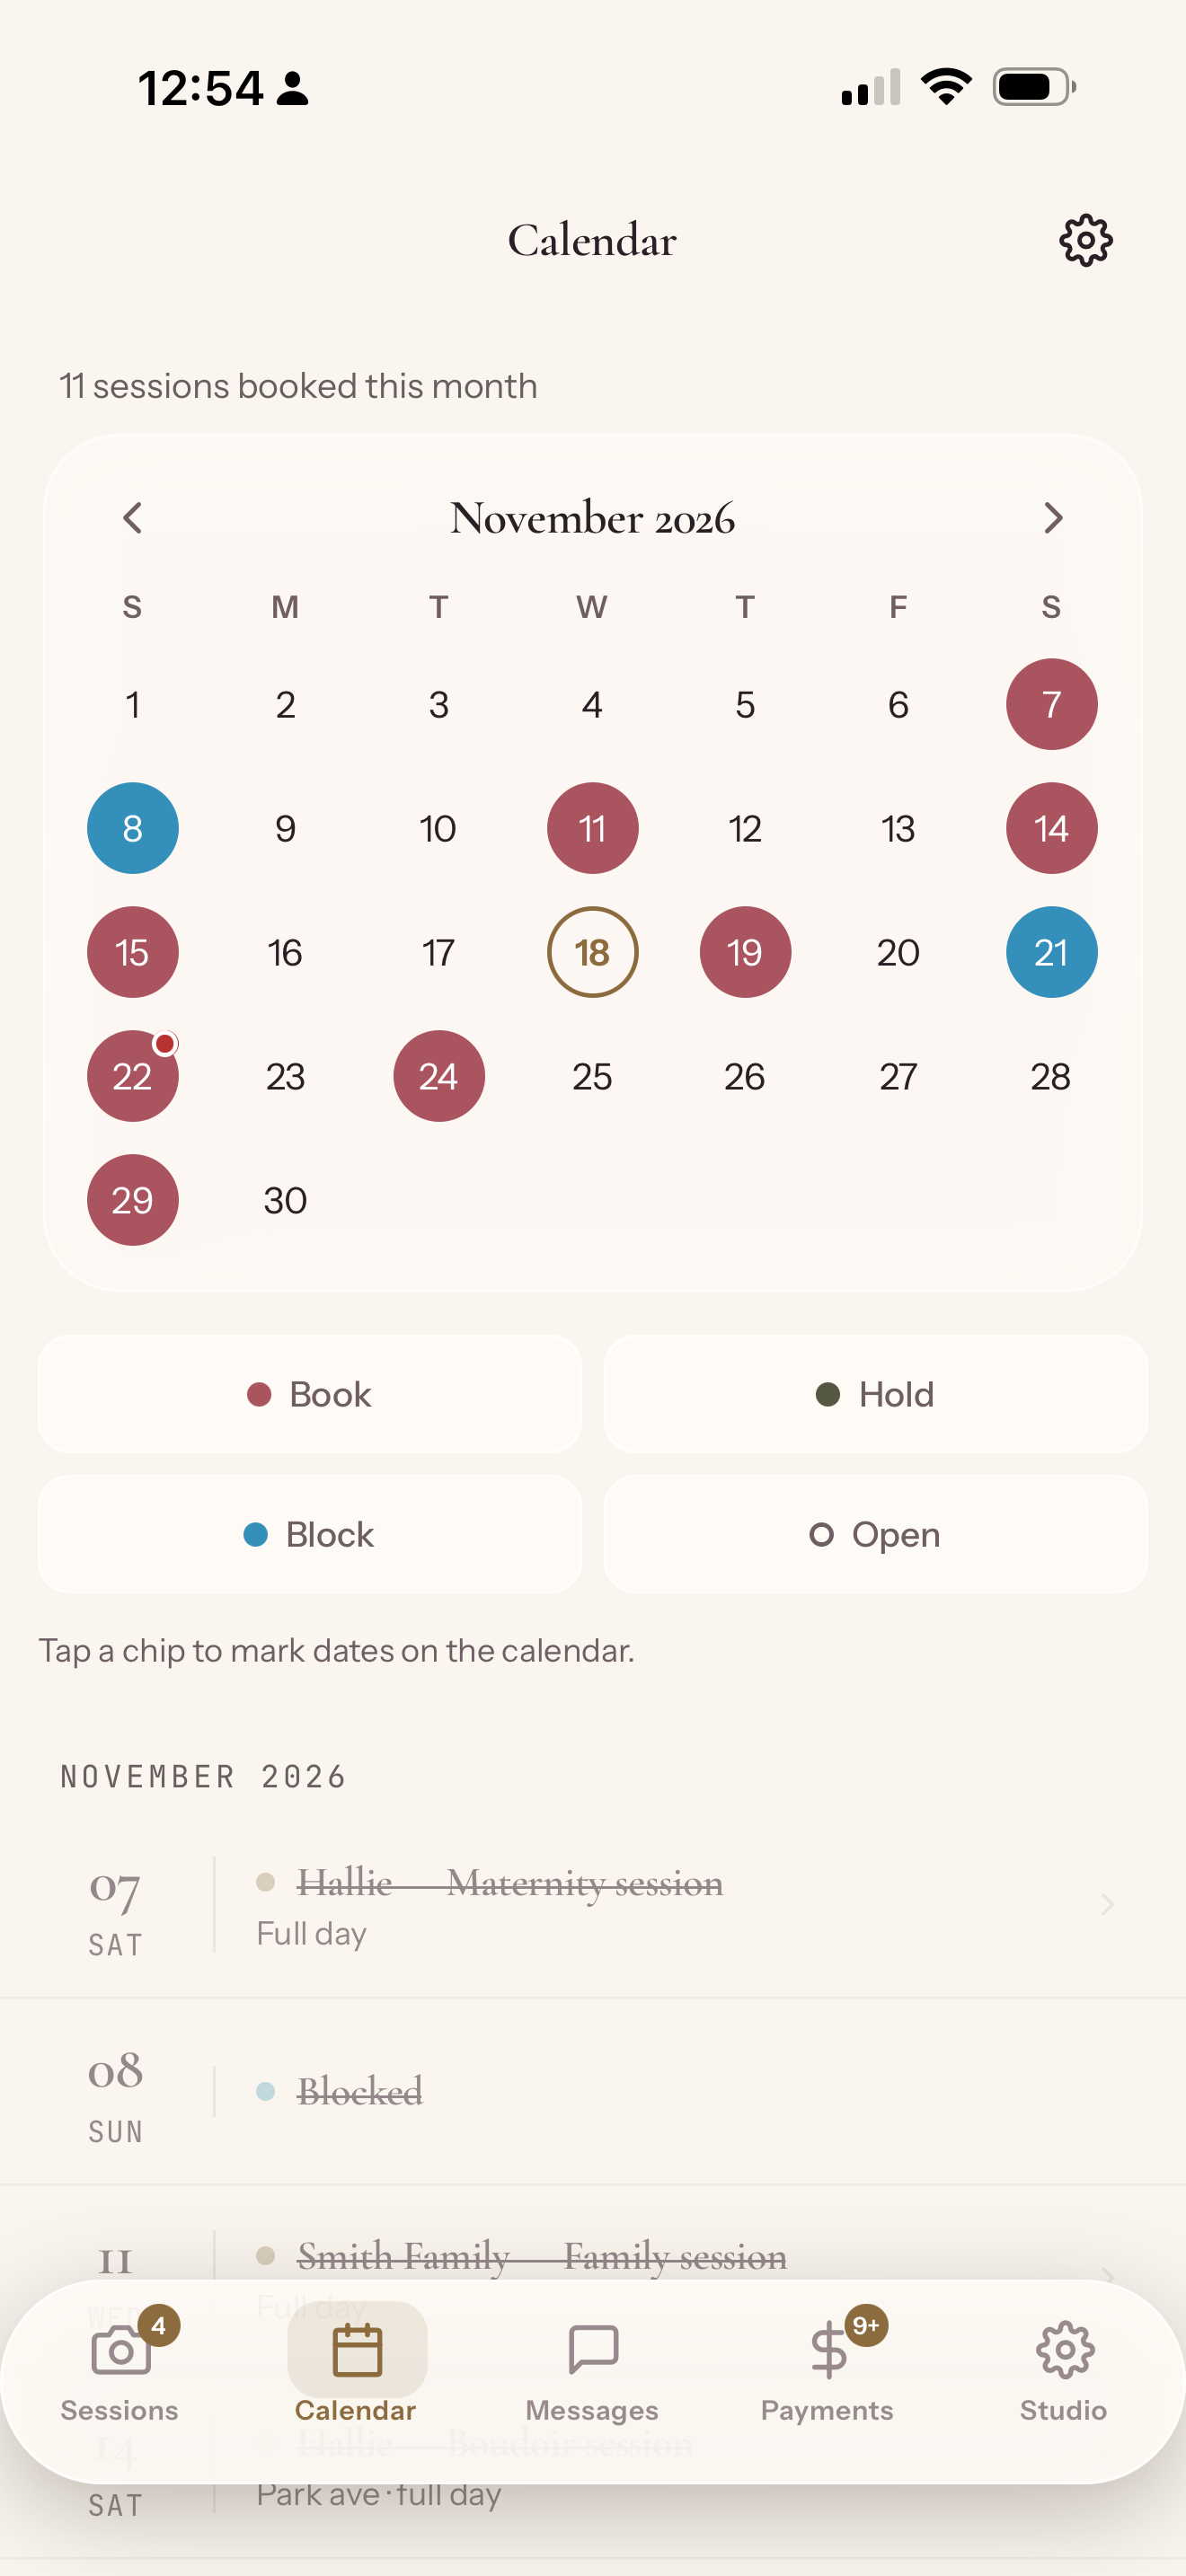 12:54
Calendar
11 sessions booked this month
November 2026
S M T W T F S
1 2 3 4 5 6 7
8 9 10 11 12 13 14
15 16 17 18 19 20 21
22 23 24 25 26 27 28
29 30
Book
Hold
Block
Open
Tap a chip to mark dates on the calendar.
NOVEMBER 2026
07
SAT
Hallie — Maternity session
Full day
08
SUN
Blocked
11
WED
Smith Family — Family session
Full day
14
SAT
Hallie — Boudoir session
Park ave · full day
4
Sessions
Calendar
Messages
9+
Payments
Studio